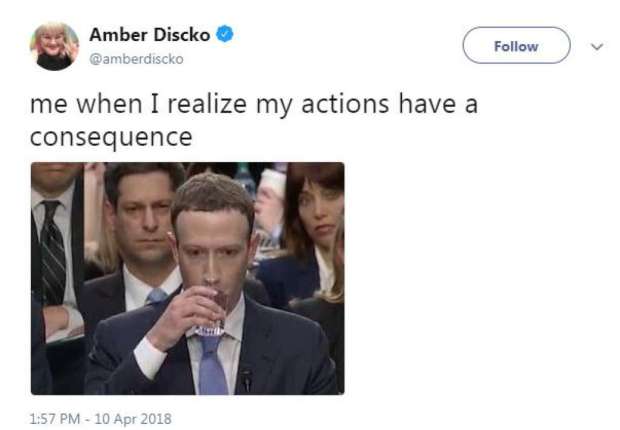 Amber Discko
@amberdiscko
Follow
me when I realize my actions have a
consequence
1:57 PM - 10 Apr 2018